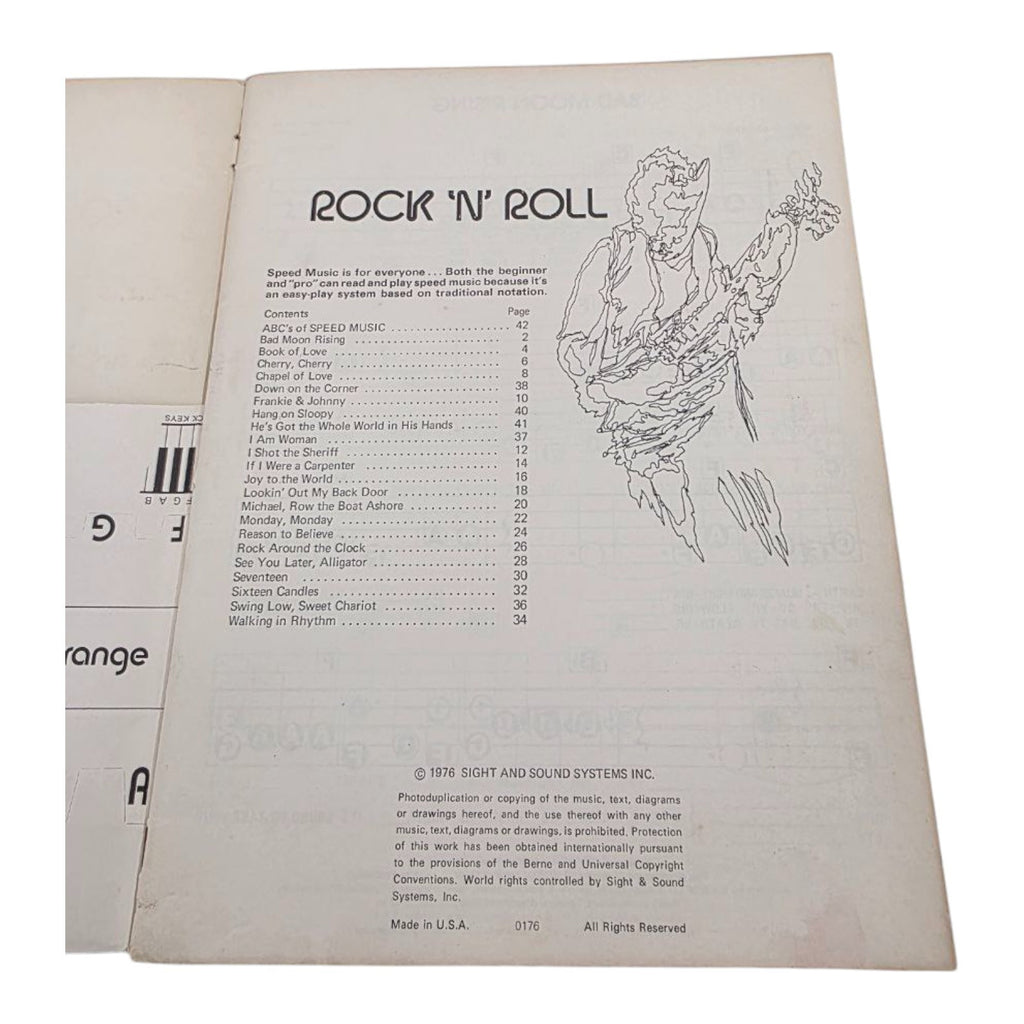 ROCK 'N' ROLL
Speed Music is for everyone . . . Both the beginner
and "pro" can read and play speed music because it's
an easy-play system based on traditional notation.
Contents Page
ABC's of SPEED MUSIC . . . . . . . . . . . . . . . . . . 42
Bad Moon Rising . . . . . . . . . . . . . . . . . . . . . . 2
Book of Love . . . . . . . . . . . . . . . . . . . . . . . . . 4
Cherry, Cherry . . . . . . . . . . . . . . . . . . . . . . . . 6
Chapel of Love . . . . . . . . . . . . . . . . . . . . . . . . 8
Down on the Corner . . . . . . . . . . . . . . . . . . . . 38
Frankie & Johnny . . . . . . . . . . . . . . . . . . . . . . 10
Hang on Sloopy . . . . . . . . . . . . . . . . . . . . . . . 40
He's Got the Whole World in His Hands . . . . . . 41
I Am Woman . . . . . . . . . . . . . . . . . . . . . . . . . 37
I Shot the Sheriff . . . . . . . . . . . . . . . . . . . . . . . 12
If I Were a Carpenter . . . . . . . . . . . . . . . . . . . . 14
Joy to the World . . . . . . . . . . . . . . . . . . . . . . . 16
Lookin' Out My Back Door . . . . . . . . . . . . . . . 18
Michael, Row the Boat Ashore . . . . . . . . . . . . . 20
Monday, Monday . . . . . . . . . . . . . . . . . . . . . . 22
Reason to Believe . . . . . . . . . . . . . . . . . . . . . . 24
Rock Around the Clock . . . . . . . . . . . . . . . . . . 26
See You Later, Alligator . . . . . . . . . . . . . . . . . . 28
Seventeen . . . . . . . . . . . . . . . . . . . . . . . . . . . 30
Sixteen Candles . . . . . . . . . . . . . . . . . . . . . . . 32
Swing Low, Sweet Chariot . . . . . . . . . . . . . . . . 36
Walking in Rhythm . . . . . . . . . . . . . . . . . . . . . 34
© 1976 SIGHT AND SOUND SYSTEMS INC.
Photoduplication or copying of the music, text, diagrams
or drawings hereof, and the use thereof with any other
music, text, diagrams or drawings, is prohibited. Protection
of this work has been obtained internationally pursuant
to the provisions of the Berne and Universal Copyright
Conventions. World rights controlled by Sight & Sound
Systems, Inc.
Made in U.S.A. 0176 All Rights Reserved
CK KEYS
F G A B
G F
range
A